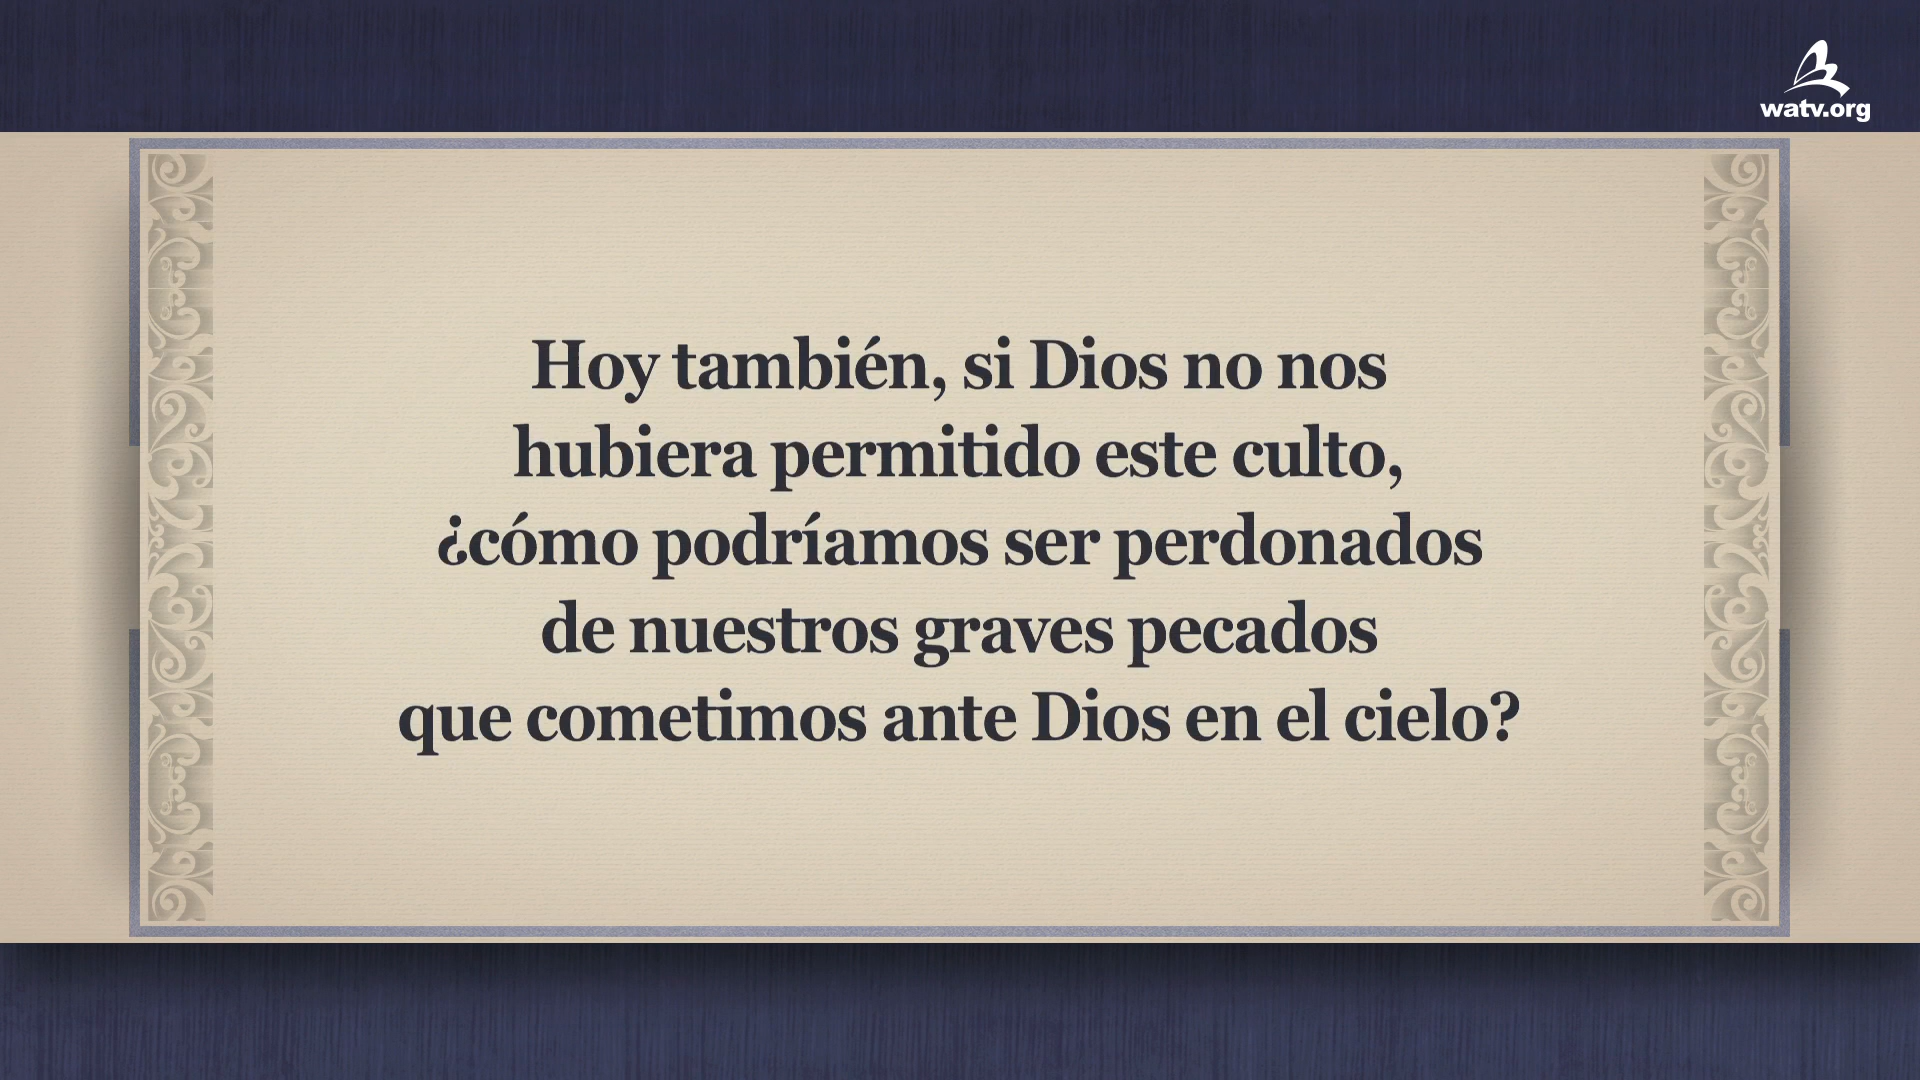 watv.org
Hoy también, si Dios no nos
hubiera permitido este culto,
¿cómo podríamos ser perdonados
de nuestros graves pecados
que cometimos ante Dios en el cielo?